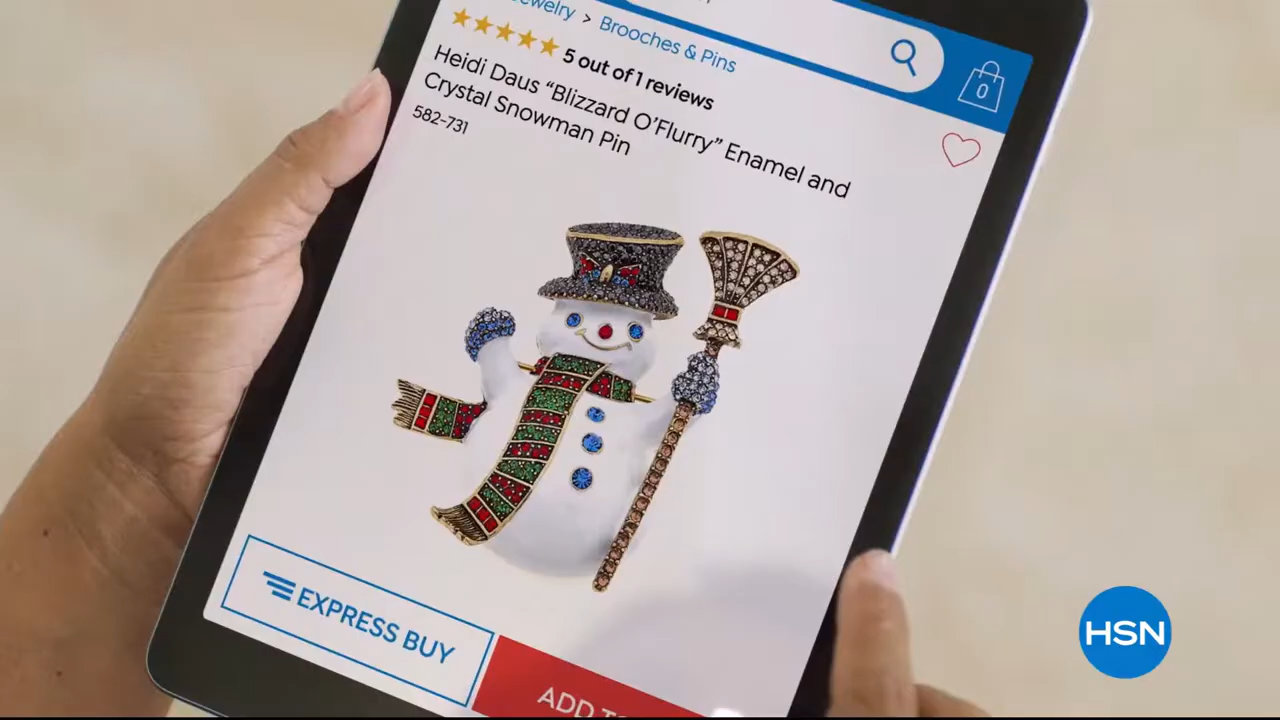 > Brooches & Pins
5 out of 1 reviews
Heidi Daus “Blizzard O’Flurry” Enamel and
Crystal Snowman Pin
582-731
0
EXPRESS BUY
ADD
HSN